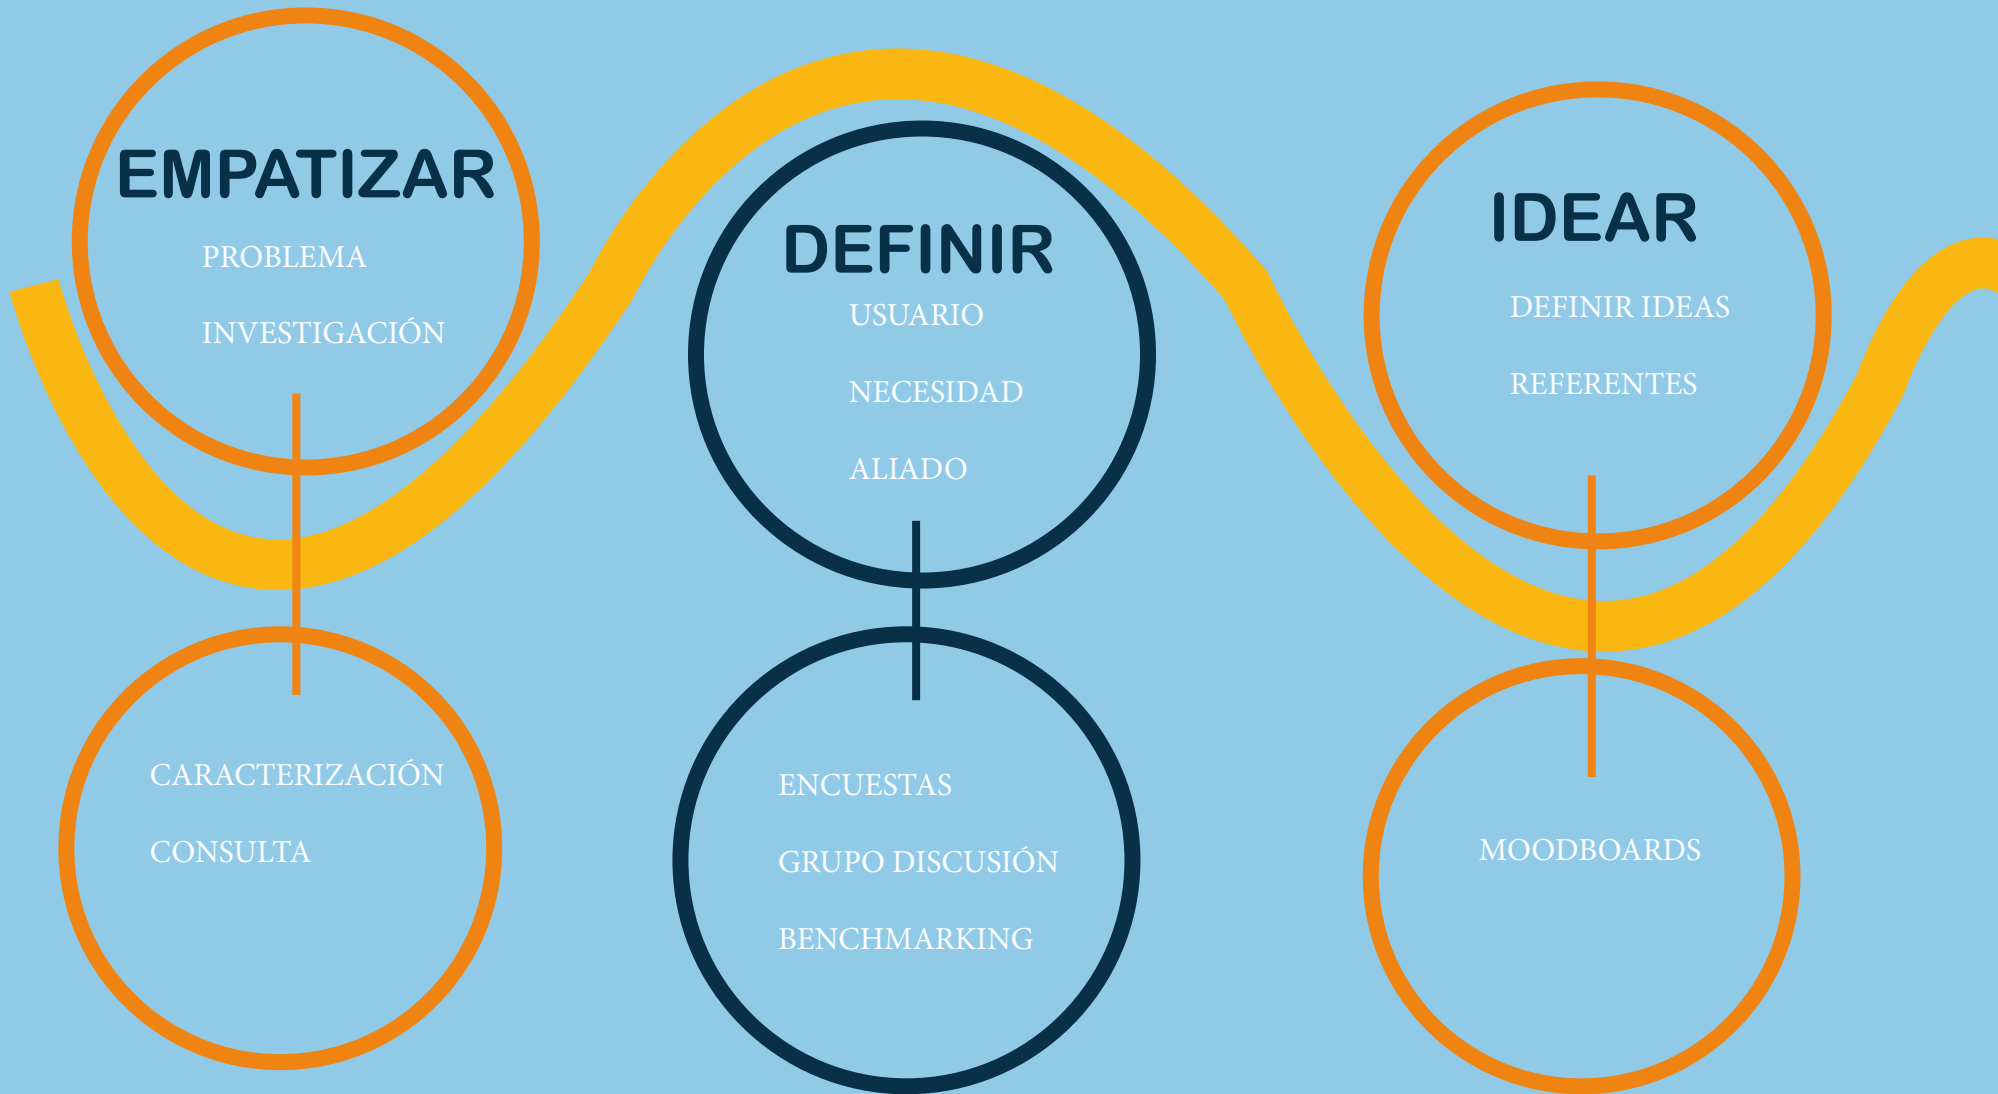 EMPATIZAR
PROBLEMA
INVESTIGACIÓN
CARACTERIZACIÓN
CONSULTA
DEFINIR
USUARIO
NECESIDAD
ALIADO
ENCUESTAS
GRUPO DISCUSIÓN
BENCHMARKING
IDEAR
DEFINIR IDEAS
REFERENTES
MOODBOARDS